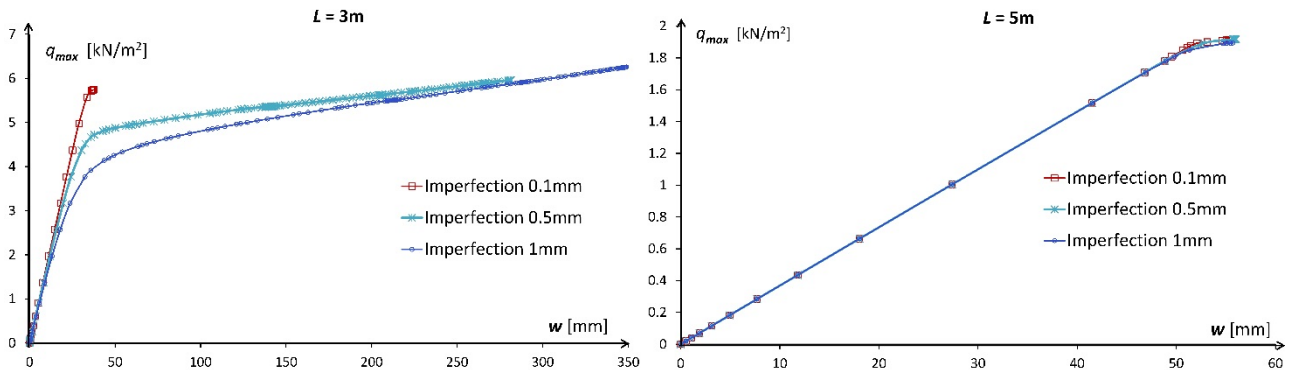 L = 3m
q_max [kN/m²]
7
6
5
4
3
2
1
0
Imperfection 0.1mm
Imperfection 0.5mm
Imperfection 1mm
w [mm]
0 50 100 150 200 250 300 350
L = 5m
q_max [kN/m²]
2
1.8
1.6
1.4
1.2
1
0.8
0.6
0.4
0.2
0
Imperfection 0.1mm
Imperfection 0.5mm
Imperfection 1mm
w [mm]
0 10 20 30 40 50 60